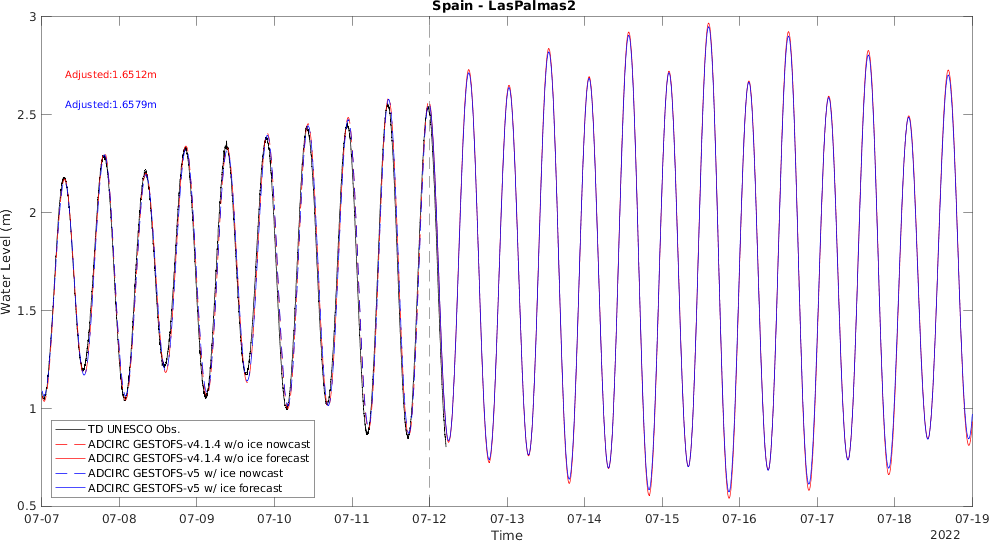 Spain - LasPalmas2
3
2.5
2
1.5
1
0.5
Water Level (m)
Adjusted:1.6512m
Adjusted:1.6579m
TD UNESCO Obs.
ADCIRC GESTOFS-v4.1.4 w/o ice nowcast
ADCIRC GESTOFS-v4.1.4 w/o ice forecast
ADCIRC GESTOFS-v5 w/ ice nowcast
ADCIRC GESTOFS-v5 w/ ice forecast
07-07 07-08 07-09 07-10 07-11 07-12 07-13 07-14 07-15 07-16 07-17 07-18 07-19
Time
2022